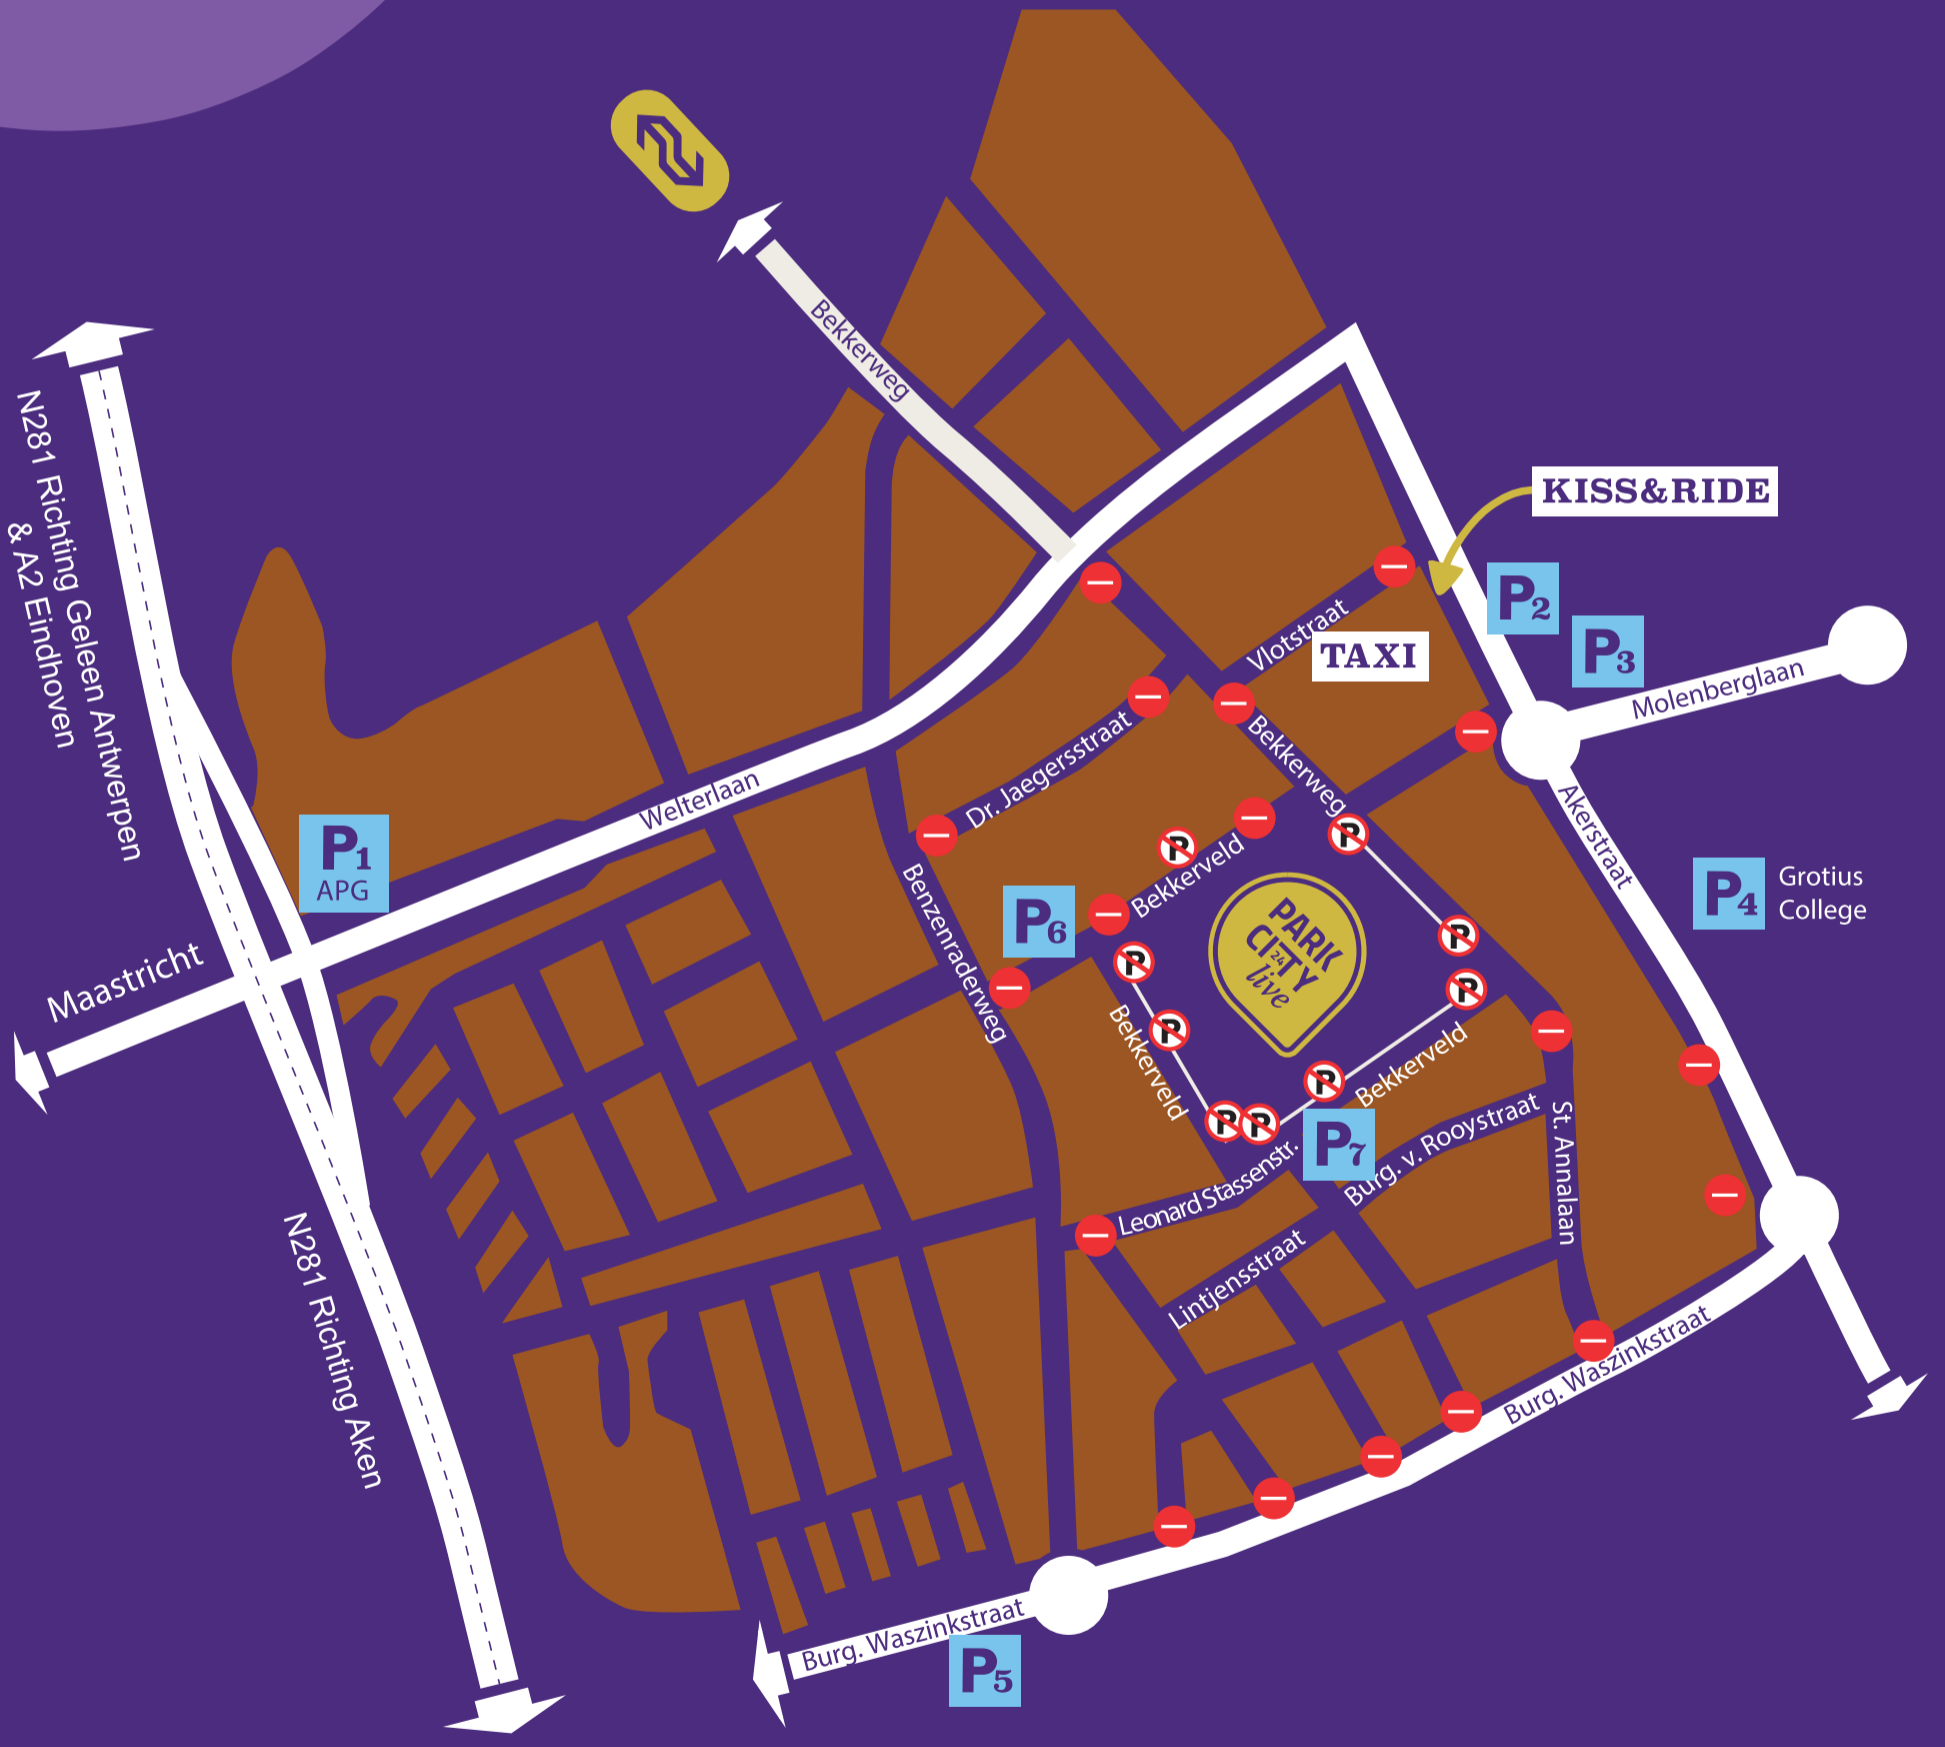 Bekkerweg
KISS&RIDE
N281 Richting Geleen Antwerpen
& A2 Eindhoven
P2
Vlotstraat
TAXI
P3
Molenberglaan
Bekkerweg
Dr. Jaegersstraat
Welterlaan
Akerstraat
P1
APG
P
P
Bekkerveld
P4
Grotius
College
Benzenraderweg
P6
PARK
CITY
24
live
P
P
P
P
Maastricht
Bekkerveld
Bekkerveld
P
P
P
P7
Leonard Stassenstr.
Burg. v. Rooystraat
St. Annalaan
Lintjensstraat
N281 Richting Aken
Burg. Waszinkstraat
Burg. Waszinkstraat
P5